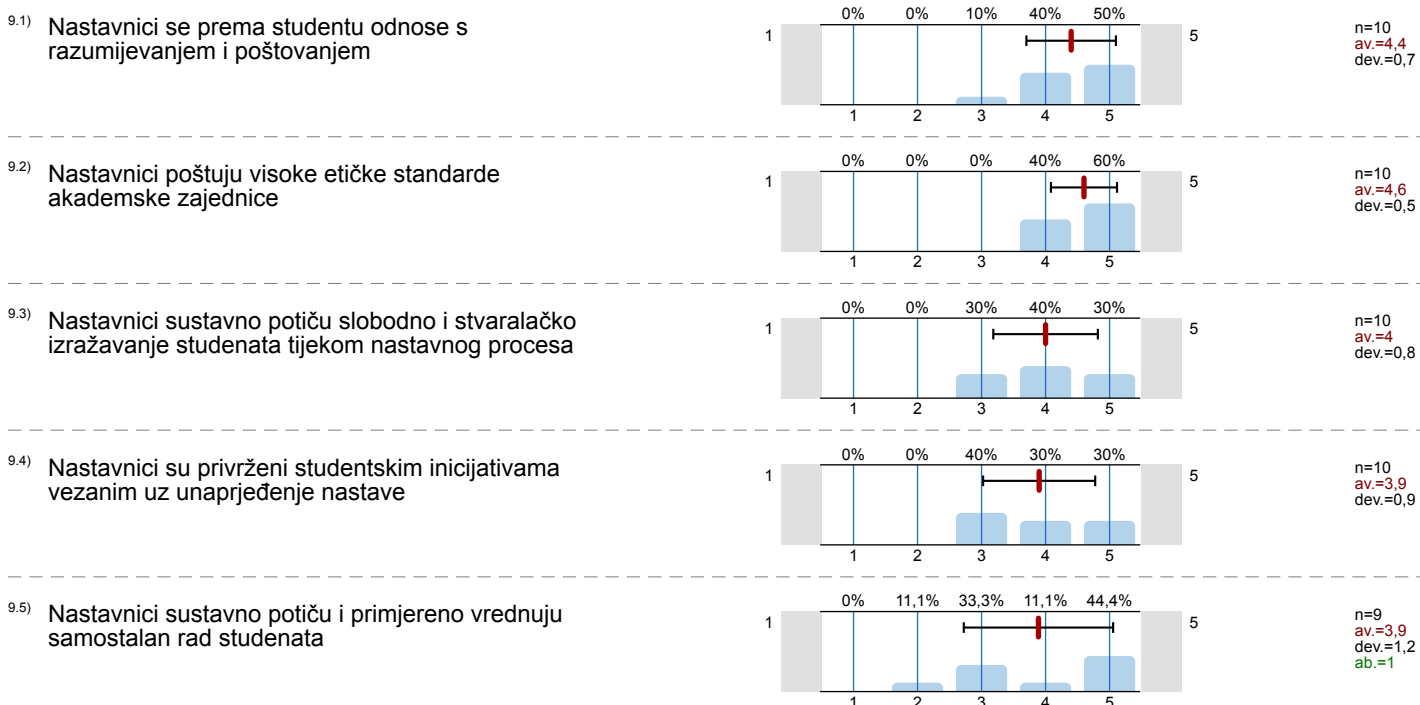 9.1) Nastavnici se prema studentu odnose s
razumijevanjem i poštovanjem
0% 0% 10% 40% 50%
1 5
1 2 3 4 5
n=10
av.=4,4
dev.=0,7
9.2) Nastavnici poštuju visoke etičke standarde
akademske zajednice
0% 0% 0% 40% 60%
1 5
1 2 3 4 5
n=10
av.=4,6
dev.=0,5
9.3) Nastavnici sustavno potiču slobodno i stvaralačko
izražavanje studenata tijekom nastavnog procesa
0% 0% 30% 40% 30%
1 5
1 2 3 4 5
n=10
av.=4
dev.=0,8
9.4) Nastavnici su privrženi studentskim inicijativama
vezanim uz unaprjeđenje nastave
0% 0% 40% 30% 30%
1 5
1 2 3 4 5
n=10
av.=3,9
dev.=0,9
9.5) Nastavnici sustavno potiču i primjereno vrednuju
samostalan rad studenata
0% 11,1% 33,3% 11,1% 44,4%
1 5
1 2 3 4 5
n=9
av.=3,9
dev.=1,2
ab.=1